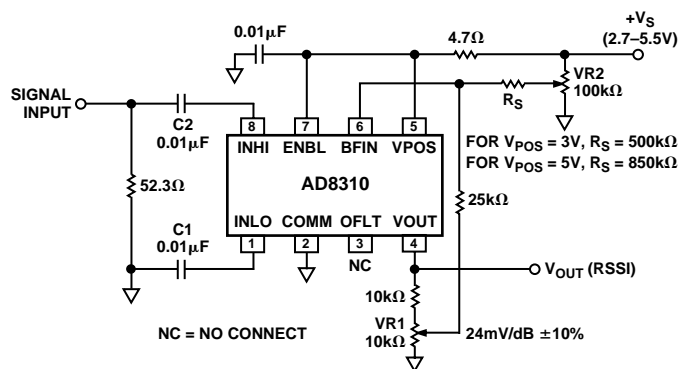 0.01µF
4.7Ω
+VS
(2.7–5.5V)
SIGNAL
INPUT
C2
0.01µF
RS
VR2
100kΩ
8
7
6
5
INHI
ENBL
BFIN
VPOS
FOR VPOS = 3V, RS = 500kΩ
FOR VPOS = 5V, RS = 850kΩ
52.3Ω
AD8310
25kΩ
C1
0.01µF
INLO
COMM
OFLT
VOUT
1
2
3
4
NC
VOUT (RSSI)
10kΩ
VR1
10kΩ
24mV/dB ±10%
NC = NO CONNECT